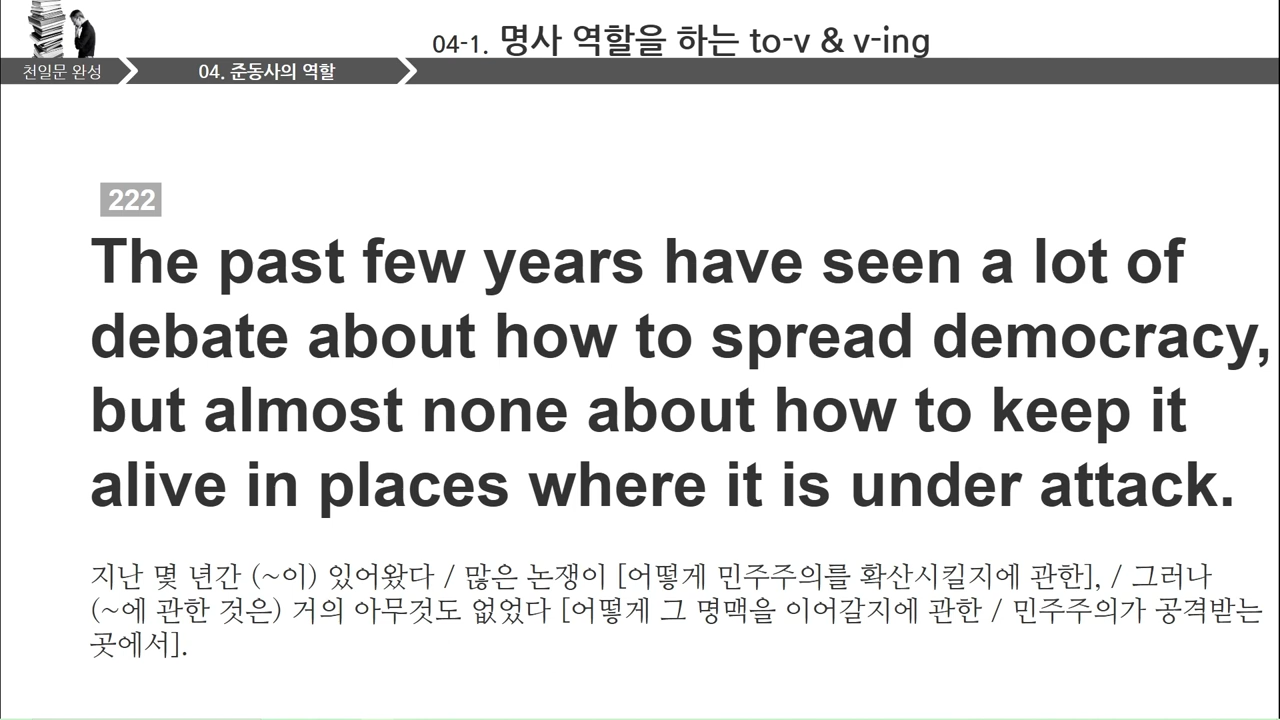 04-1. 명사 역할을 하는 to-v & v-ing
천일문 완성
04. 준동사의 역할
222
The past few years have seen a lot of
debate about how to spread democracy,
but almost none about how to keep it
alive in places where it is under attack.
지난 몇 년간 (~이) 있어왔다 / 많은 논쟁이 [어떻게 민주주의를 확산시킬지에 관한], / 그러나
(~에 관한 것은) 거의 아무것도 없었다 [어떻게 그 명맥을 이어갈지에 관한 / 민주주의가 공격받는
곳에서].